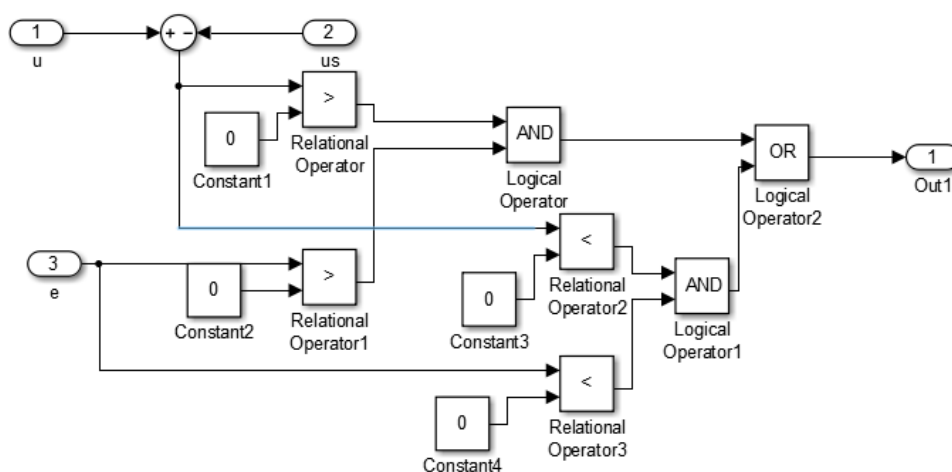 1
u
+ −
2
us
>
Relational
Operator
0
Constant1
AND
Logical
Operator
OR
Logical
Operator2
1
Out1
3
e
0
Constant2
>
Relational
Operator1
<
Relational
Operator2
0
Constant3
AND
Logical
Operator1
<
Relational
Operator3
0
Constant4